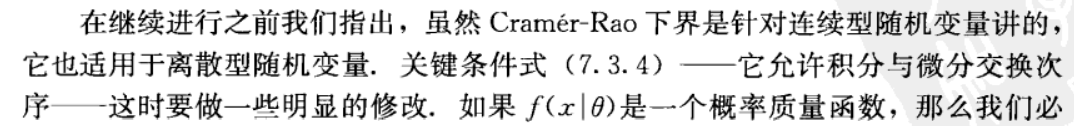 在继续进行之前我们指出，虽然 Cramér-Rao 下界是针对连续型随机变量讲的，
它也适用于离散型随机变量. 关键条件式（7.3.4）——它允许积分与微分交换次
序——这时要做一些明显的修改. 如果 f(x|θ)是一个概率质量函数，那么我们必